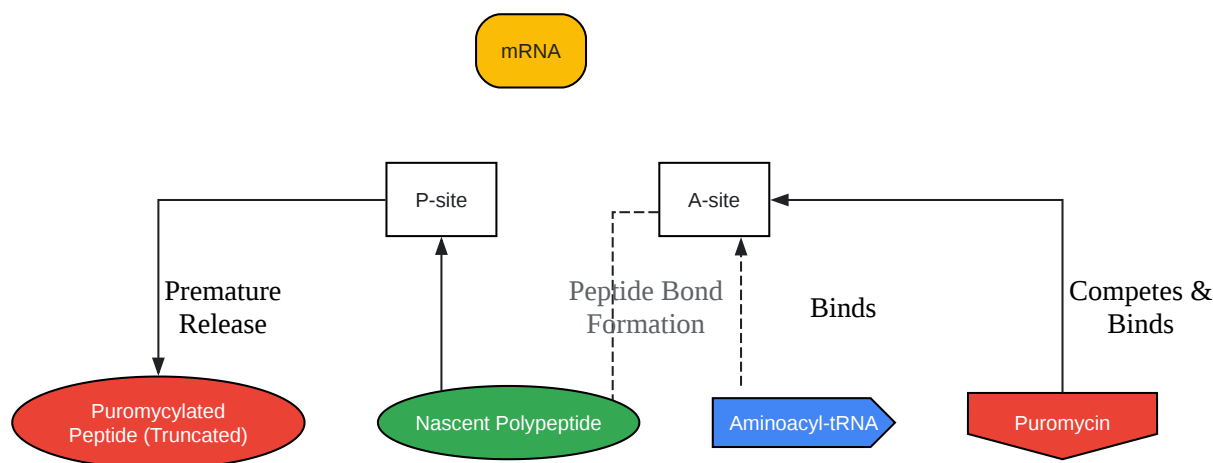 mRNA
P-site
A-site
Premature
Release
Peptide Bond
Formation
Binds
Competes &
Binds
Puromycylated
Peptide (Truncated)
Nascent Polypeptide
Aminoacyl-tRNA
Puromycin